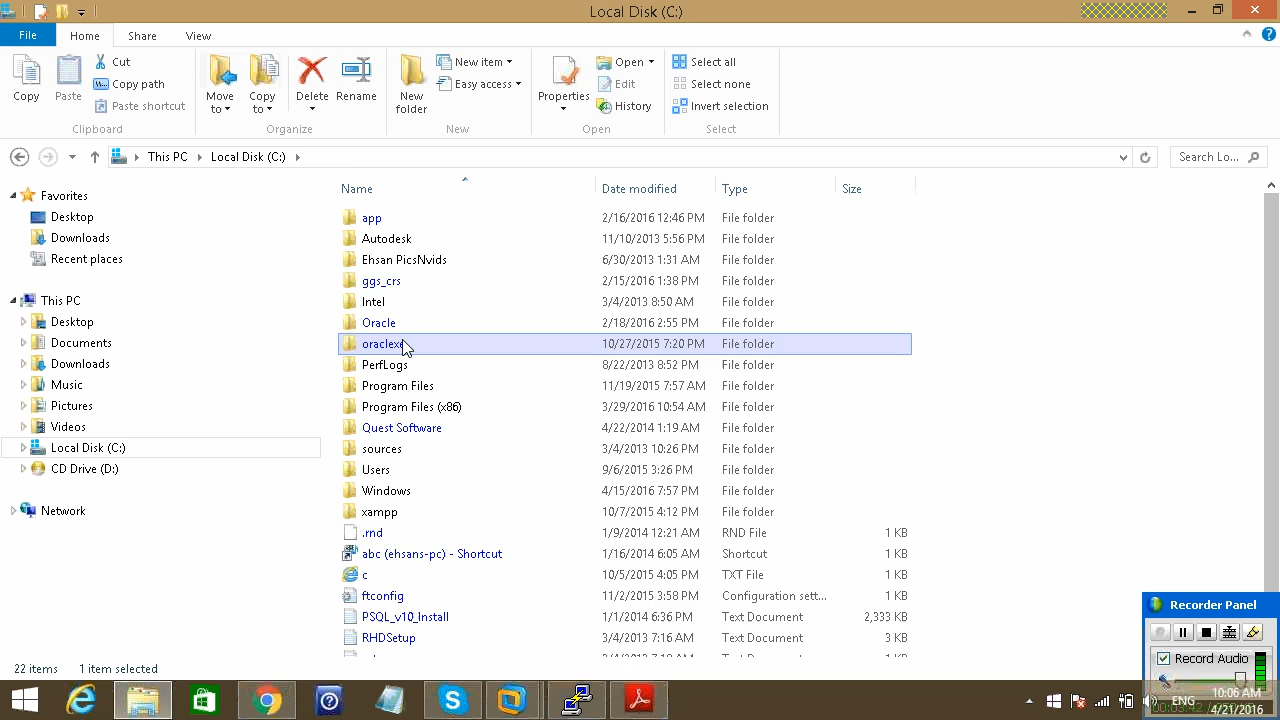 Local Disk (C:)
File Home Share View
Copy Paste Cut Copy path Paste shortcut
Clipboard
Move to Copy to Delete Rename
Organize
New folder New item Easy access
New
Properties Open Edit History
Open
Select all Select none Invert selection
Select
This PC Local Disk (C:) Search Lo...
Favorites
Desktop
Downloads
Recent places
This PC
Desktop
Documents
Downloads
Music
Pictures
Videos
Local Disk (C:)
CD Drive (D:)
Network
Name Date modified Type Size
app 2/16/2016 12:46 PM File folder
Autodesk 11/10/2013 5:56 PM File folder
Ehsan PicsNvids 6/30/2013 1:31 AM File folder
ggs_crs 2/15/2016 1:38 PM File folder
Intel 3/4/2013 8:50 AM File folder
Oracle 2/18/2016 2:55 PM File folder
oraclexe 10/27/2015 7:20 PM File folder
PerfLogs 8/22/2013 8:52 PM File folder
Program Files 11/19/2015 7:57 AM File folder
Program Files (x86) 3/29/2016 10:54 AM File folder
Quest Software 4/22/2014 1:19 AM File folder
sources 3/4/2013 10:26 PM File folder
Users 9/6/2015 3:26 PM File folder
Windows 4/15/2016 7:57 PM File folder
xampp 10/7/2015 4:12 PM File folder
.rnd 1/9/2014 12:21 AM RND File 1 KB
abc (ehsans-pc) - Shortcut 1/16/2014 6:05 AM Shortcut 1 KB
c 10/5/2015 4:05 PM TXT File 1 KB
ftconfig 11/2/2015 3:58 PM Configuration sett... 1 KB
PSQL_v10_Install 1/1/2014 6:36 PM Text Document 2,333 KB
RHDSetup 3/4/2013 7:16 AM Text Document 3 KB
22 items 1 item selected
Recorder Panel
Record Audio
ENG
10:06 AM
4/21/2016